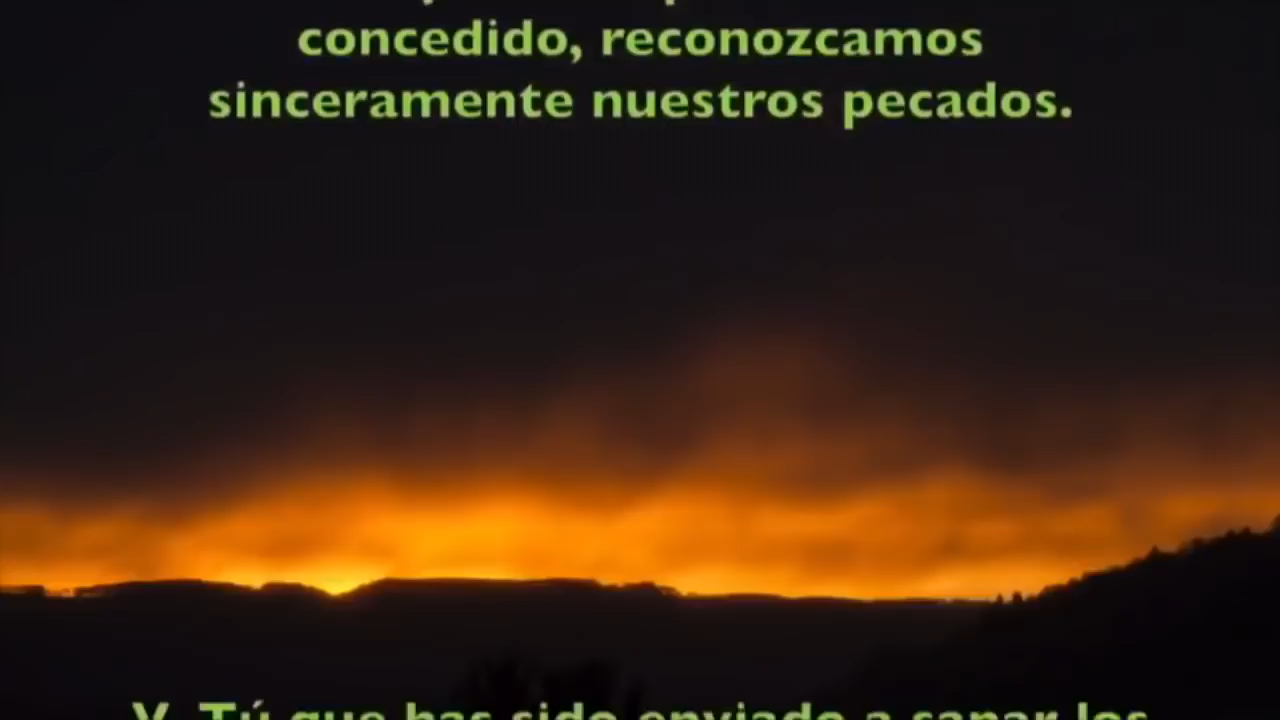 concedido, reconozcamos
sinceramente nuestros pecados.
V. Tú que has sido enviado a sanar los